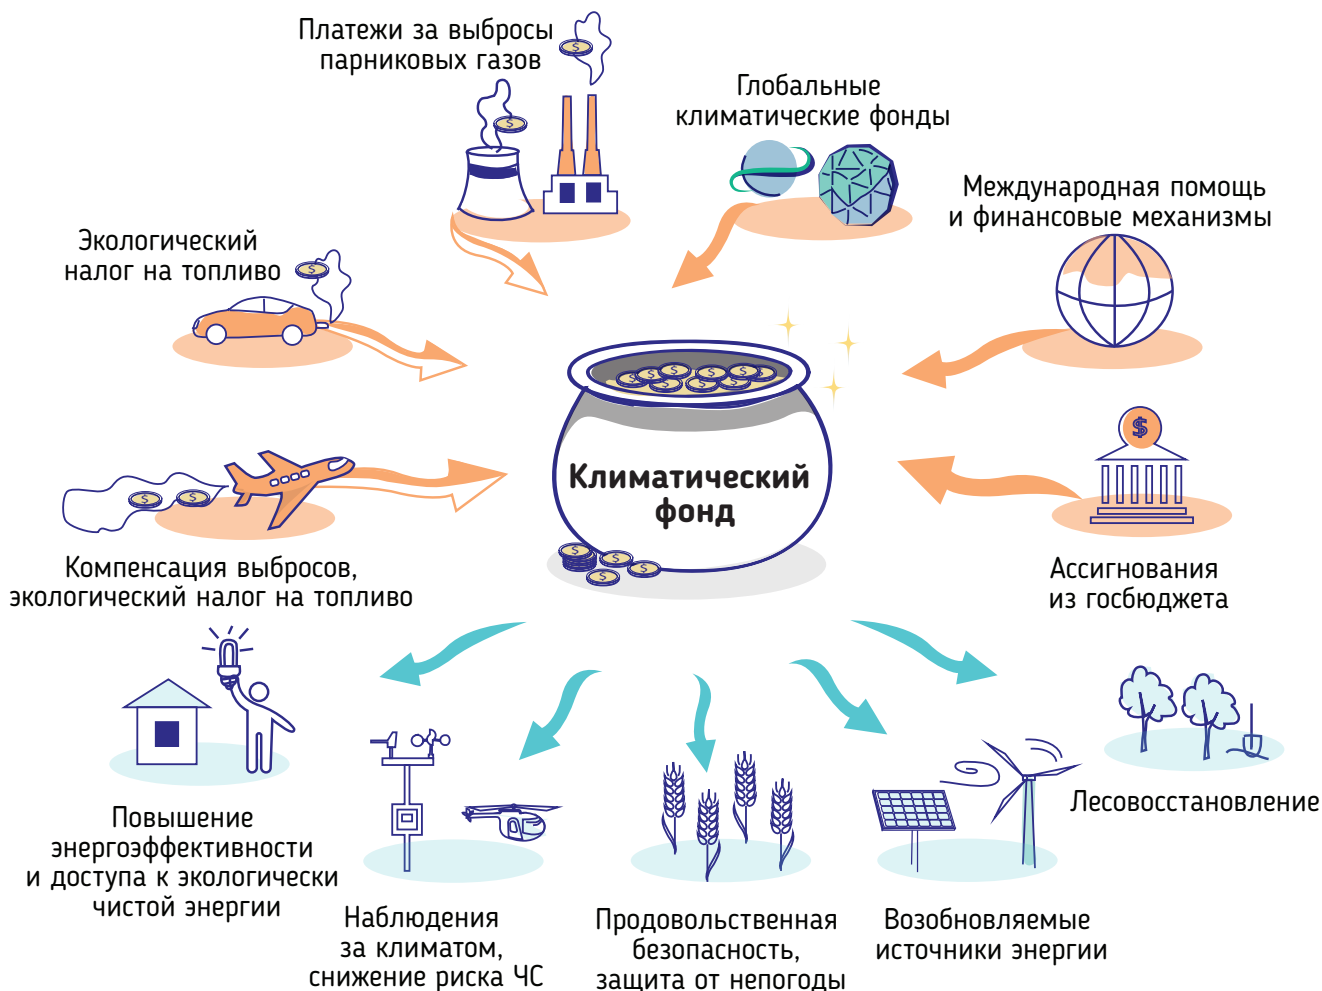 Платежи за выбросы
парниковых газов
Глобальные
климатические фонды
Международная помощь
и финансовые механизмы
Экологический
налог на топливо
Климатический
фонд
Компенсация выбросов,
экологический налог на топливо
Ассигнования
из госбюджета
Повышение
энергоэффективности
и доступа к экологически
чистой энергии
Наблюдения
за климатом,
снижение риска ЧС
Продовольственная
безопасность,
защита от непогоды
Возобновляемые
источники энергии
Лесовосстановление